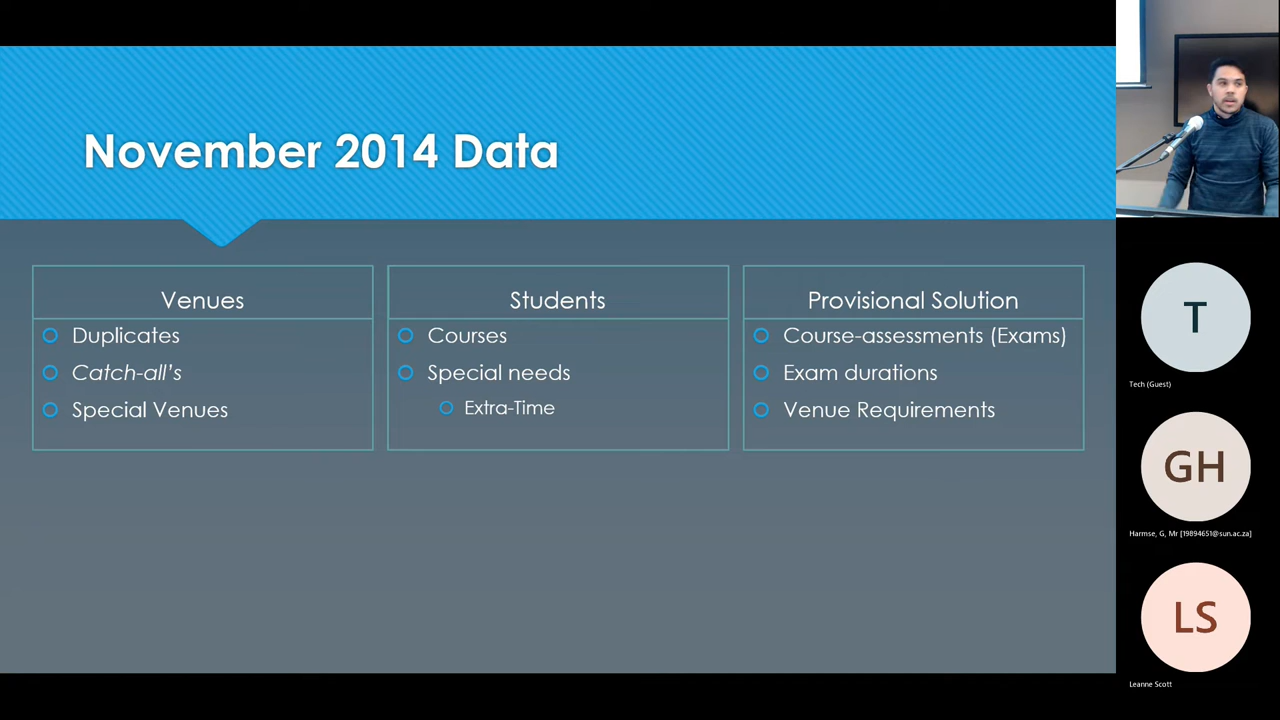 November 2014 Data
Venues
Duplicates
Catch-all's
Special Venues
Students
Courses
Special needs
Extra-Time
Provisional Solution
Course-assessments (Exams)
Exam durations
Venue Requirements
T
Tech (Guest)
GH
Harmse, G, Mr [19894651@sun.ac.za]
LS
Leanne Scott